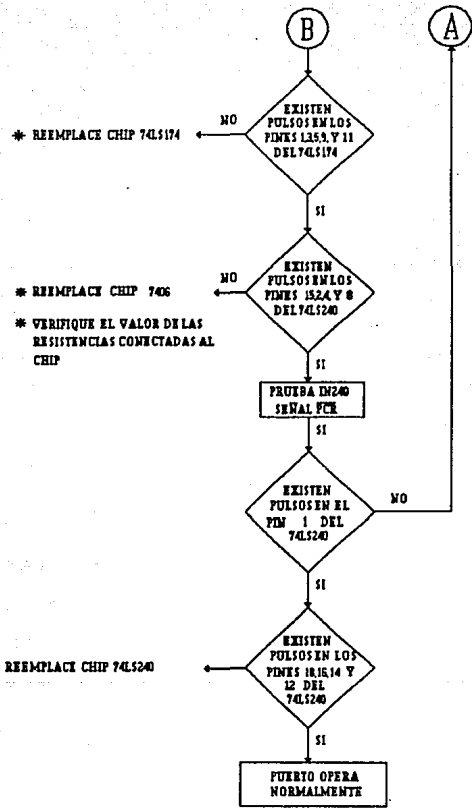 B
A
EXISTEN
PULSOS EN LOS
PINES 1,3,5,9, Y 11
DEL 74LS174
NO
* REEMPLACE CHIP 74LS174
SI
EXISTEN
PULSOS EN LOS
PINES 15,2,4, Y 8
DEL 74LS240
NO
* REEMPLACE CHIP 7406
* VERIFIQUE EL VALOR DE LAS
RESISTENCIAS CONECTADAS AL
CHIP
SI
PRUEBA IN240
SEÑAL PCR
SI
EXISTEN
PULSOS EN EL
PIN 1 DEL
74LS240
NO
SI
EXISTEN
PULSOS EN LOS
PINES 18,16,14 Y
12 DEL
74LS240
REEMPLACE CHIP 74LS240
SI
PUERTO OPERA
NORMALMENTE